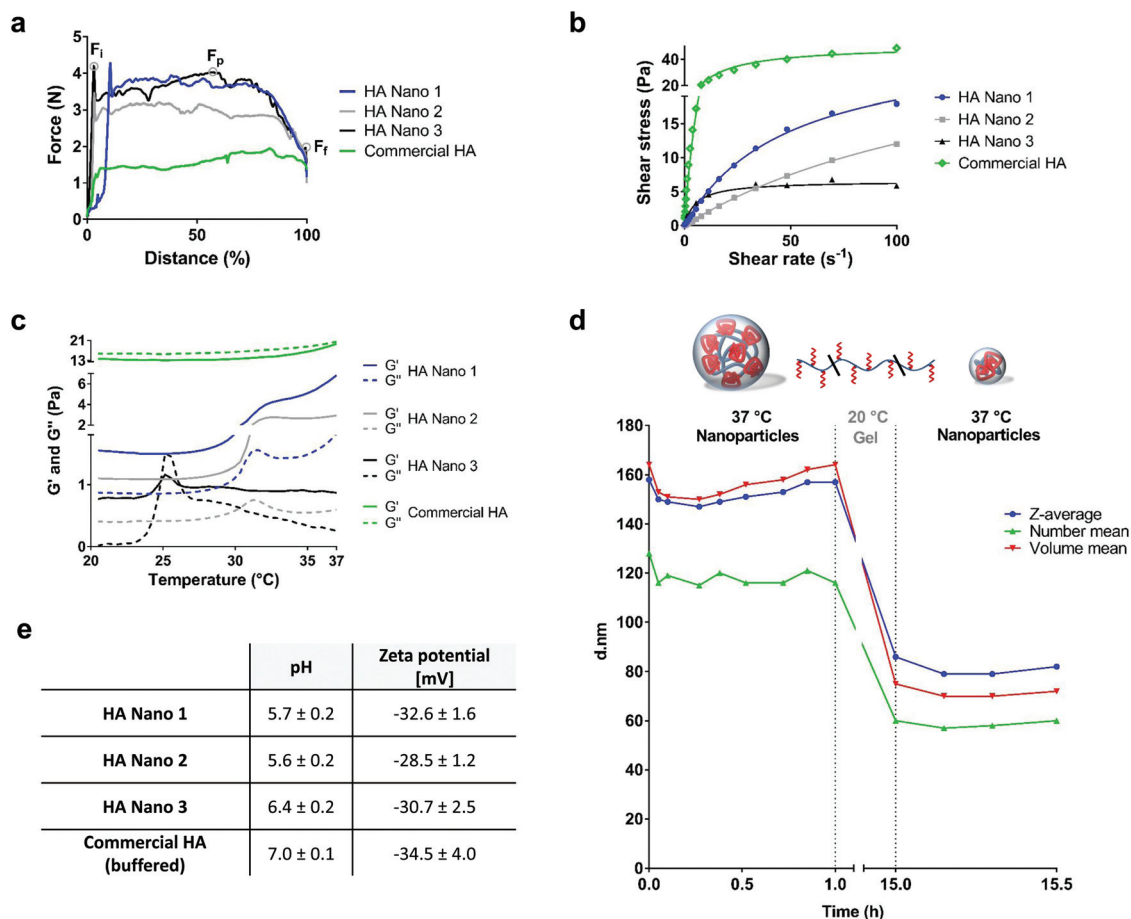 a
Force (N)
5
4
3
2
1
0
F_i
F_p
F_f
0
50
100
Distance (%)
HA Nano 1
HA Nano 2
HA Nano 3
Commercial HA
b
Shear stress (Pa)
40
20
15
10
5
0
0
50
100
Shear rate (s⁻¹)
HA Nano 1
HA Nano 2
HA Nano 3
Commercial HA
c
G' and G'' (Pa)
21
13
6
4
2
1
0
20
25
30
35
37
Temperature (°C)
G' HA Nano 1
G''
G' HA Nano 2
G''
G' HA Nano 3
G''
G' Commercial HA
G''
d
37 °C
Nanoparticles
20 °C
Gel
37 °C
Nanoparticles
d.nm
180
160
140
120
100
80
60
40
20
0
0.0
0.5
1.0
15.0
15.5
Time (h)
Z-average
Number mean
Volume mean
e
pH Zeta potential
[mV]
HA Nano 1 5.7 ± 0.2 -32.6 ± 1.6
HA Nano 2 5.6 ± 0.2 -28.5 ± 1.2
HA Nano 3 6.4 ± 0.2 -30.7 ± 2.5
Commercial HA
(buffered) 7.0 ± 0.1 -34.5 ± 4.0